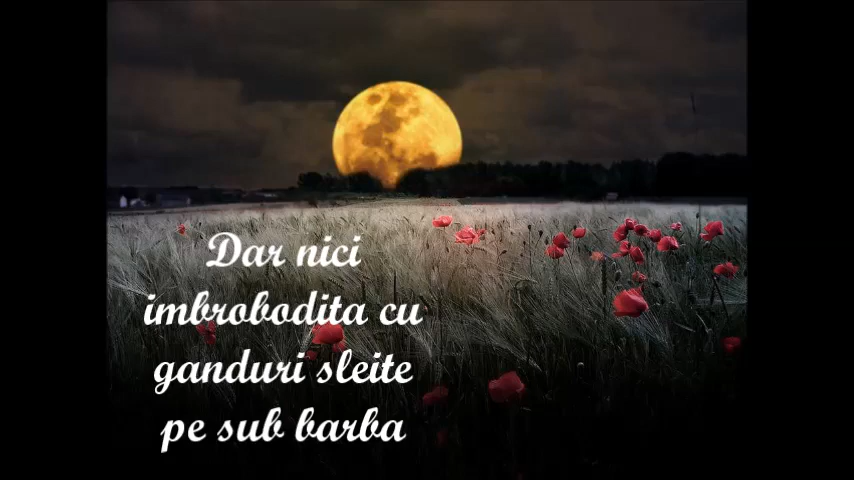 Dar nici
imbrobodita cu
ganduri sleite
pe sub barba